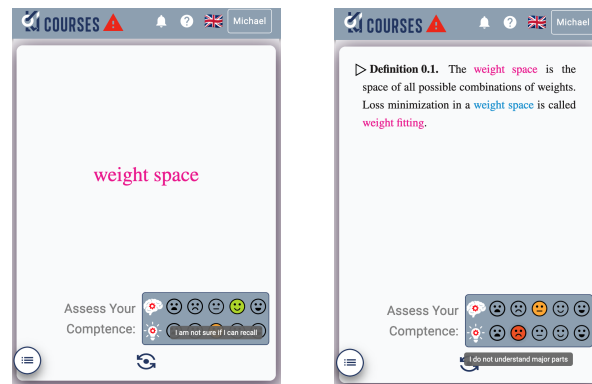 COURSES
Michael
weight space
Assess Your
Comptence:
I am not sure if I can recall
COURSES
Michael
Definition 0.1. The weight space is the
space of all possible combinations of weights.
Loss minimization in a weight space is called
weight fitting.
Assess Your
Comptence:
I do not understand major parts